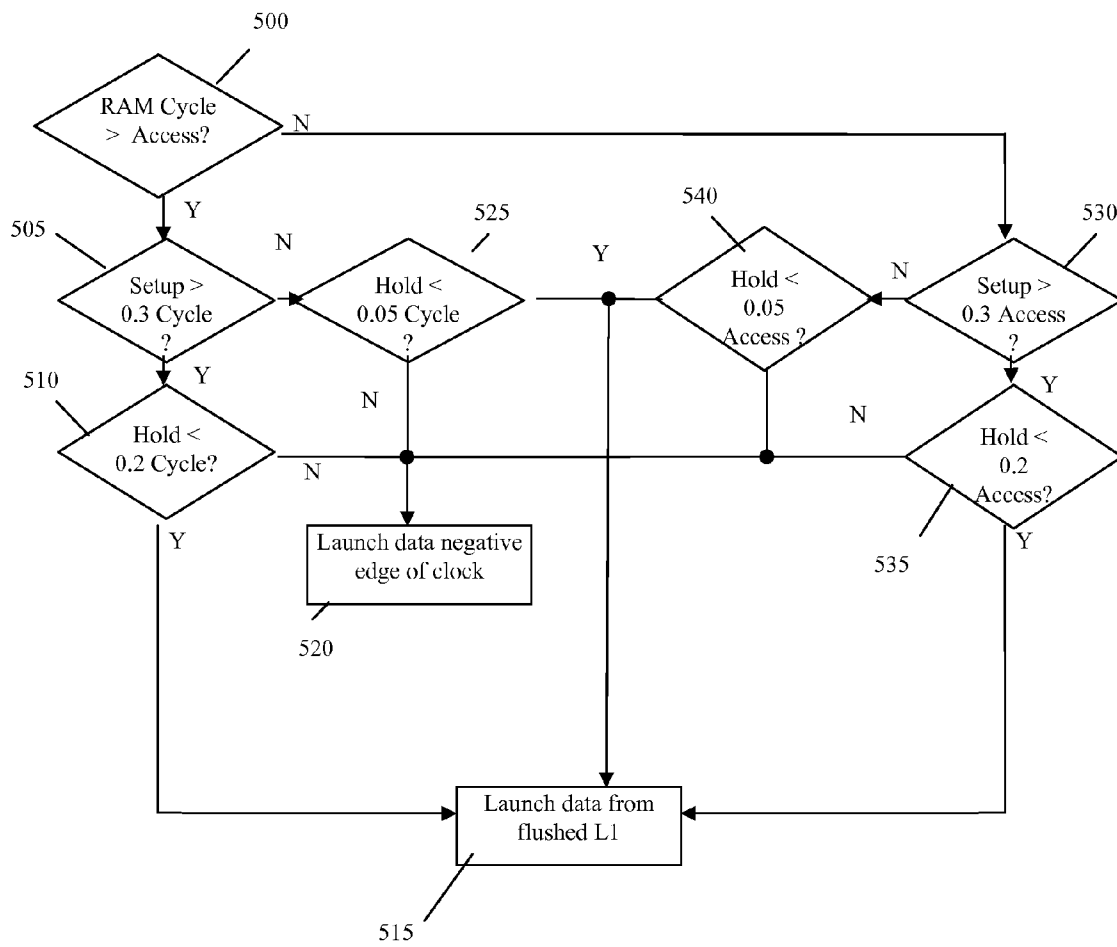 500
RAM Cycle
> Access?
N
Y
505
525
540
530
N
Y
N
Setup >
0.3 Cycle
?
Hold <
0.05 Cycle
?
Hold <
0.05
Access ?
Setup >
0.3 Access
?
510
Y
N
N
Y
Hold <
0.2 Cycle?
N
Hold <
0.2
Access?
Y
Launch data negative
edge of clock
535
Y
520
Launch data from
flushed L1
515